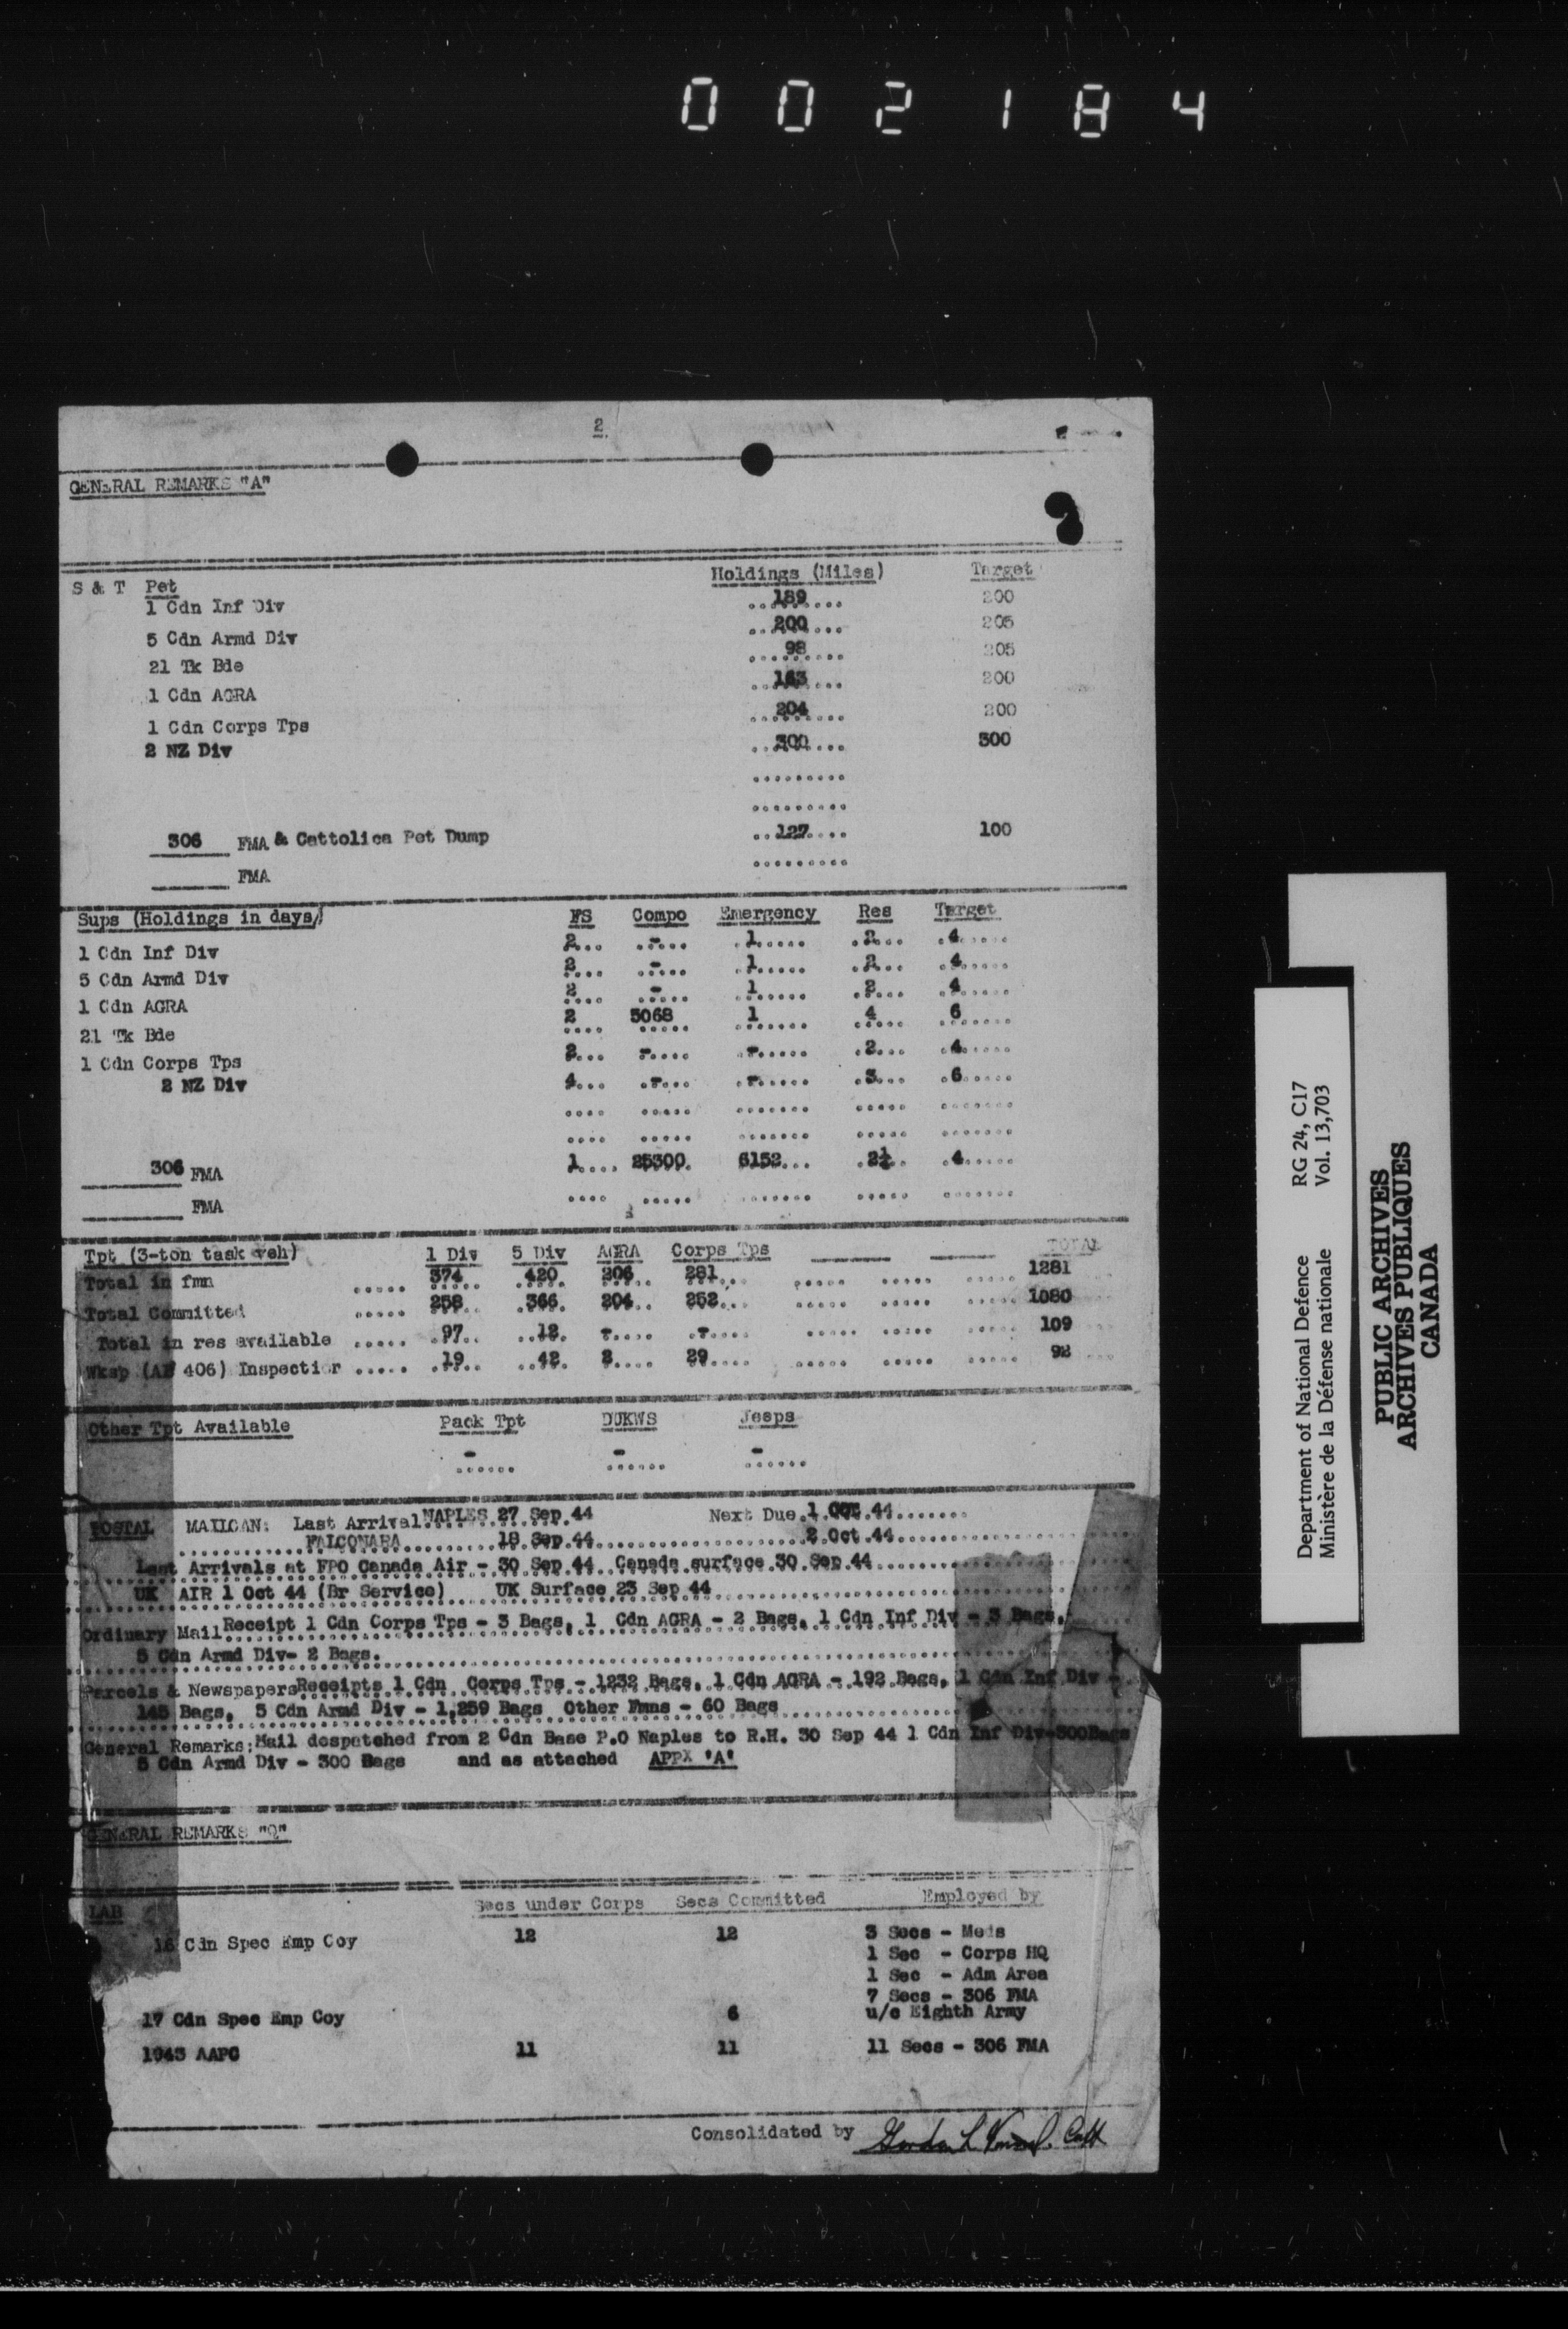 002184
2.
GENERAL REMARKS "A"
S & T Pet Holdings (Miles) Target
1 Cdn Inf Div 189 200
5 Cdn Armd Div 200 205
21 Tk Bde 98 205
1 Cdn AGRA 163 200
1 Cdn Corps Tps 204 200
2 NZ Div 300 300
306 FMA & Cattolica Pet Dump 127 100
FMA
Sups (Holdings in days) FS Compo Emergency Res Target
1 Cdn Inf Div 2 - 1 2 4
5 Cdn Armd Div 2 - 1 2 4
1 Cdn AGRA 2 - 1 2 4
21 Tk Bde 2 5068 1 4 6
1 Cdn Corps Tps 2 - - 2 4
2 NZ Div 4 - - 3 6
306 FMA 1 25300 6152 2½ 4
FMA
Tpt (3-ton task veh) 1 Div 5 Div AGRA Corps Tps TOTAL
Total in fmn 374 420 206 281 1281
Total Committed 258 366 204 252 1080
Total in res available 97 12 - - 109
Wksp (AF 406) Inspection 19 42 2 29 92
Other Tpt Available Pack Tpt DUKWS Jeeps
- - -
POSTAL MAILCAN: Last Arrival NAPLES 27 Sep 44 Next Due 1 Oct 44
FALCONARA 18 Sep 44 2 Oct 44
Last Arrivals at FPO Canada Air - 30 Sep 44 Canada surface 30 Sep 44
UK AIR 1 Oct 44 (Br Service) UK Surface 23 Sep 44
Ordinary Mail Receipt 1 Cdn Corps Tps - 3 Bags, 1 Cdn AGRA - 2 Bags, 1 Cdn Inf Div - 3 Bags,
5 Cdn Armd Div- 2 Bags.
Parcels & Newspapers Receipts 1 Cdn Corps Tps - 1232 Bags, 1 Cdn AGRA - 192 Bags, 1 Cdn Inf Div -
145 Bags, 5 Cdn Armd Div - 1,259 Bags Other Fmns - 60 Bags
General Remarks: Mail despatched from 2 Cdn Base P.O Naples to R.H. 30 Sep 44 1 Cdn Inf Div-300Bags
5 Cdn Armd Div - 300 Bags and as attached APPX 'A'
GENERAL REMARKS "Q"
LAB Secs under Corps Secs Committed Employed by
16 Cdn Spec Emp Coy 12 12 3 Secs - Meds
1 Sec - Corps HQ
1 Sec - Adm Area
7 Secs - 306 FMA
17 Cdn Spec Emp Coy 6 u/c Eighth Army
1943 AAPC 11 11 11 Secs - 306 FMA
Consolidated by Capt
Department of National Defence RG 24, C17
Ministère de la Défense nationale Vol. 13,703
PUBLIC ARCHIVES
ARCHIVES PUBLIQUES
CANADA